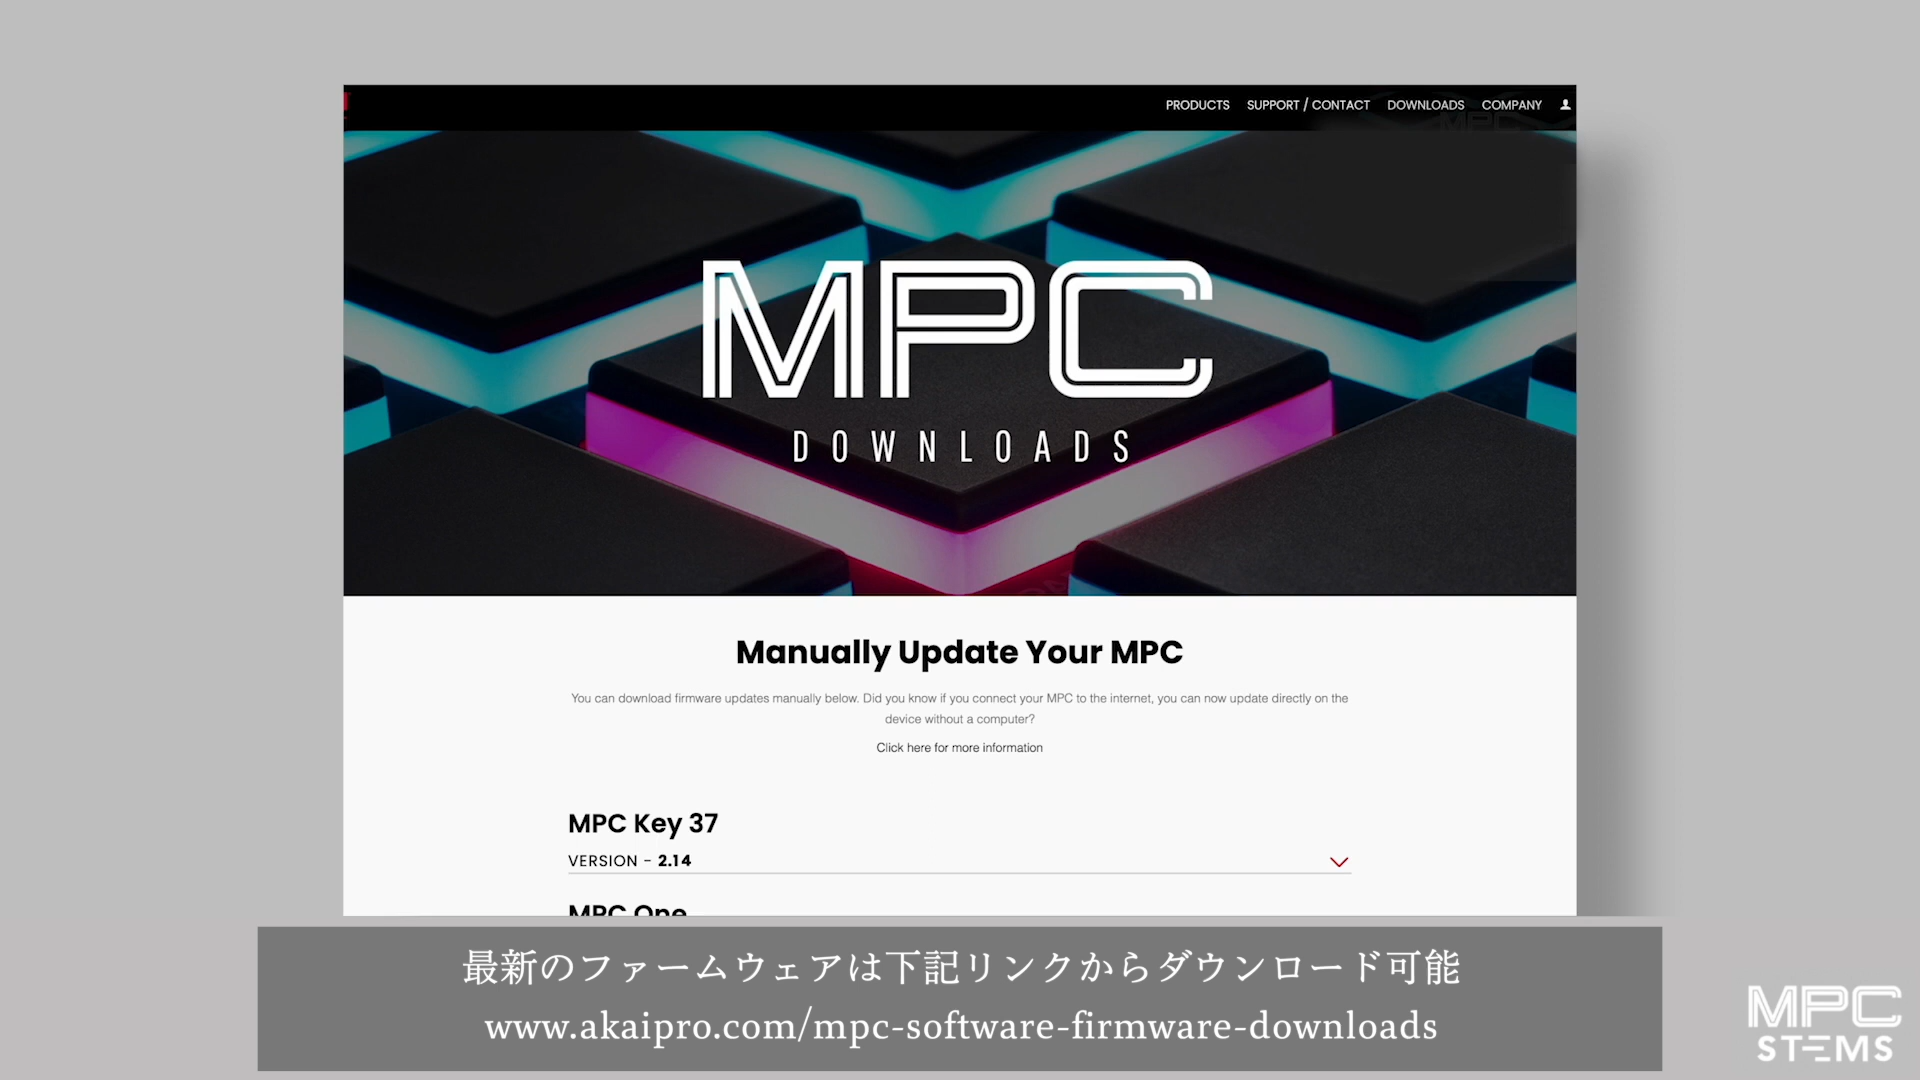 PRODUCTS SUPPORT / CONTACT DOWNLOADS COMPANY
MPC
DOWNLOADS
Manually Update Your MPC
You can download firmware updates manually below. Did you know if you connect your MPC to the internet, you can now update directly on the
device without a computer?
Click here for more information
MPC Key 37
VERSION - 2.14
MPC One
最新のファームウェアは下記リンクからダウンロード可能
www.akaipro.com/mpc-software-firmware-downloads
MPC
STEMS